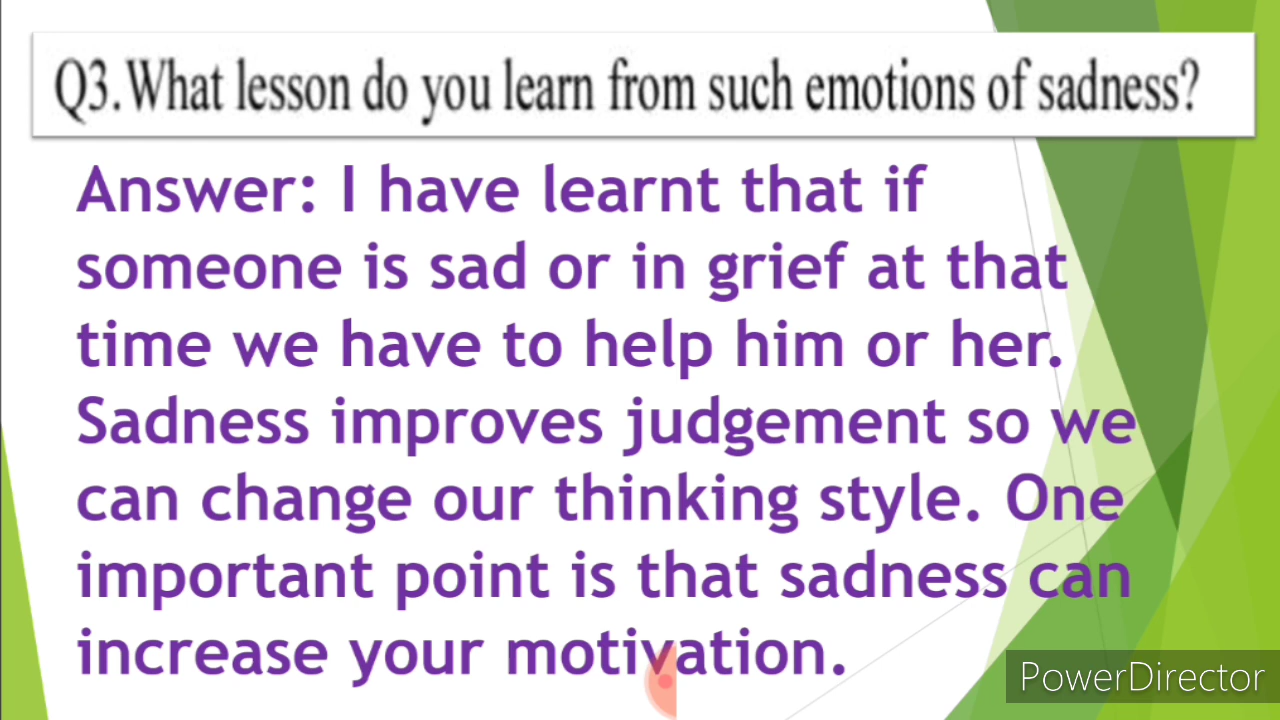 Q3.What lesson do you learn from such emotions of sadness?
Answer: I have learnt that if
someone is sad or in grief at that
time we have to help him or her.
Sadness improves judgement so we
can change our thinking style. One
important point is that sadness can
increase your motivation.
PowerDirector